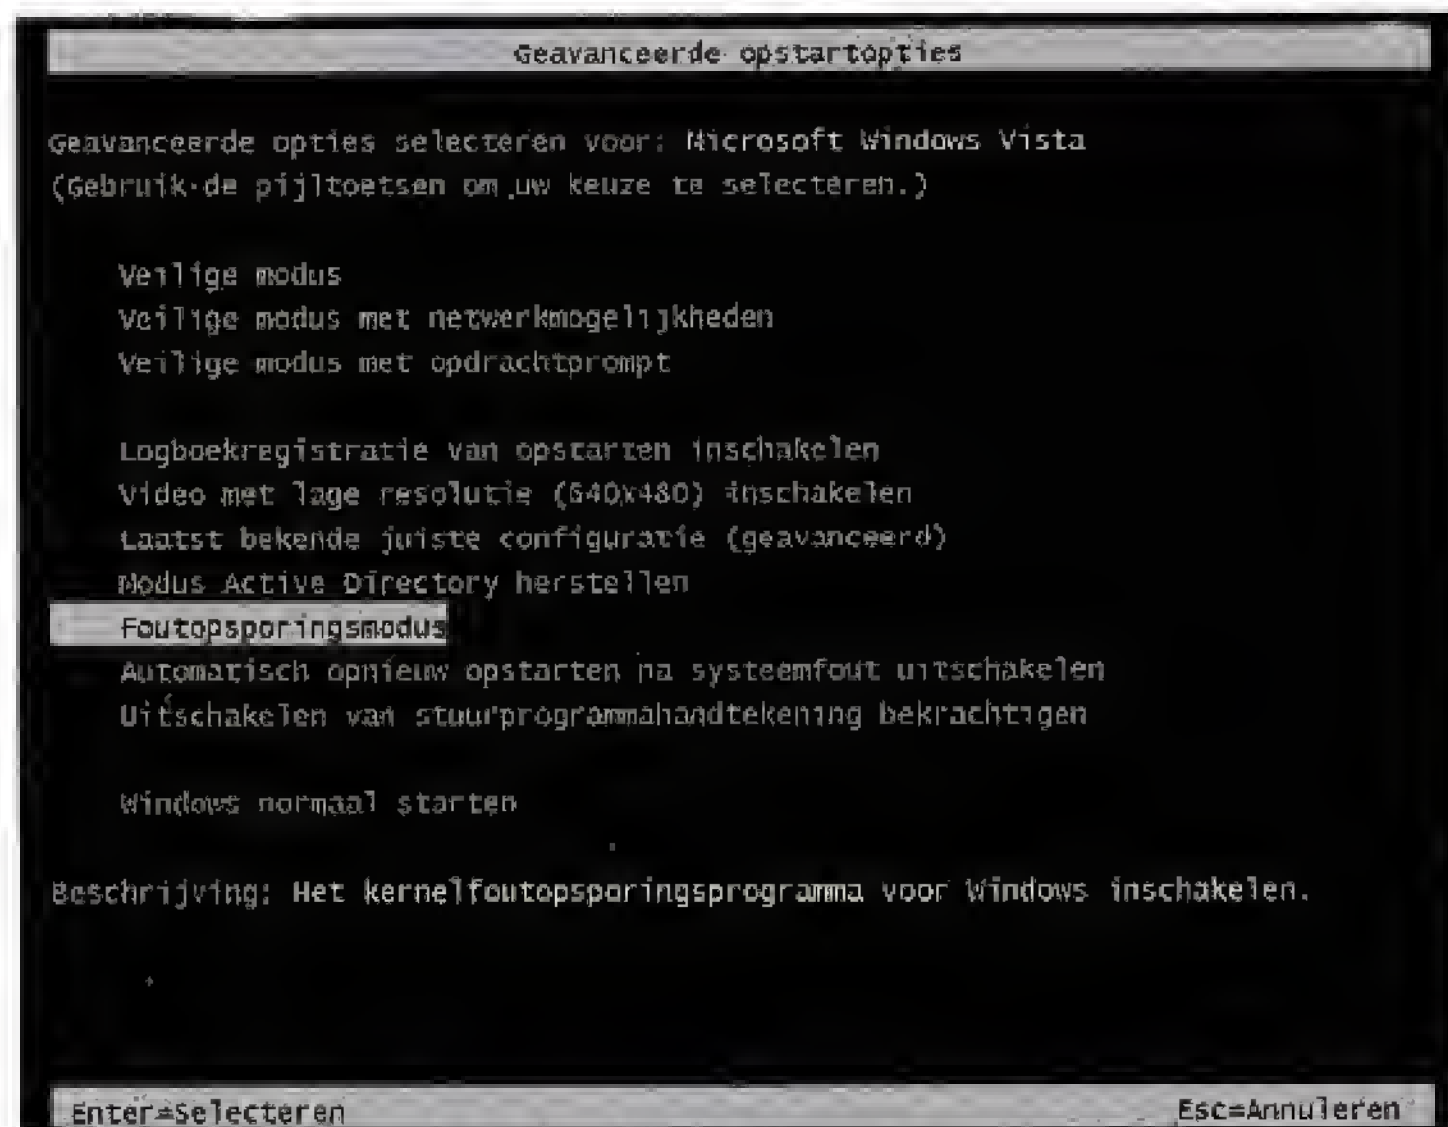 Geavanceerde opstartopties
Geavanceerde opties selecteren voor: Microsoft Windows Vista
(Gebruik de pijltoetsen om uw keuze te selecteren.)
Veilige modus
Veilige modus met netwerkmogelijkheden
Veilige modus met opdrachtprompt
Logboekregistratie van opstarten inschakelen
Video met lage resolutie (640x480) inschakelen
Laatst bekende juiste configuratie (geavanceerd)
Modus Active Directory herstellen
Foutopsporingsmodus
Automatisch opnieuw opstarten na systeemfout uitschakelen
Uitschakelen van stuurprogrammahandtekening bekrachtigen
Windows normaal starten
Beschrijving: Het kernelfoutopsporingsprogramma voor Windows inschakelen.
Enter=Selecteren
Esc=Annuleren